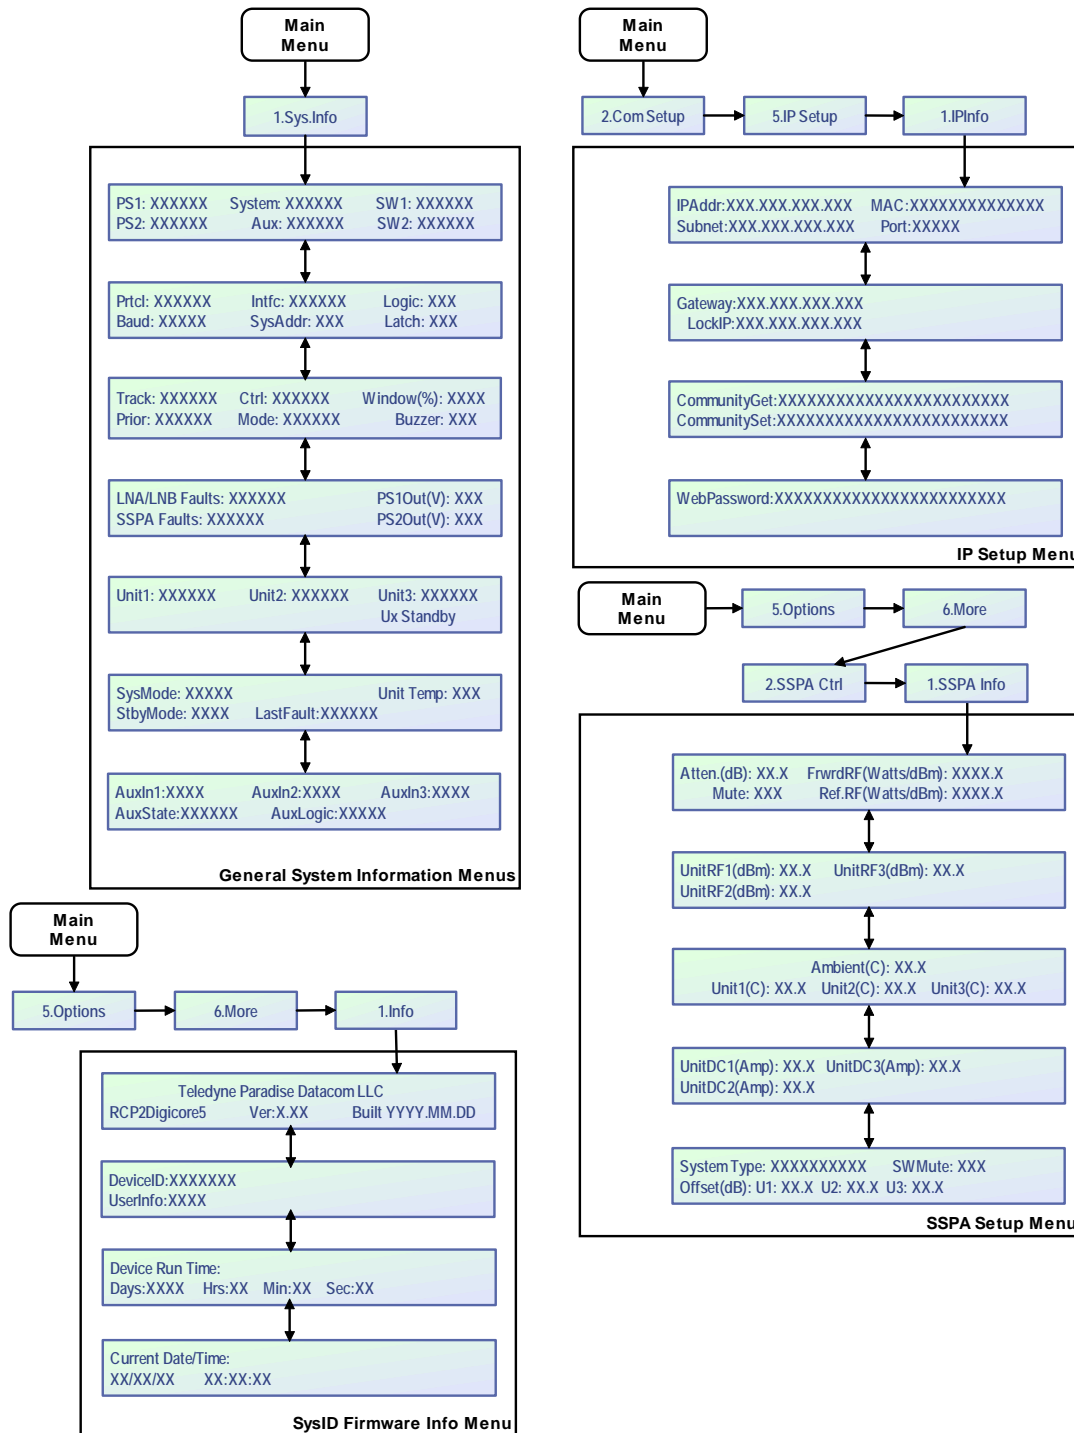 Main
Menu
1.Sys.Info
PS1: XXXXXX System: XXXXXX SW1: XXXXXX
PS2: XXXXXX Aux: XXXXXX SW2: XXXXXX
Prtcl: XXXXXX Intfc: XXXXXX Logic: XXX
Baud: XXXXX SysAddr: XXX Latch: XXX
Track: XXXXXX Ctrl: XXXXXX Window(%): XXXX
Prior: XXXXXX Mode: XXXXXX Buzzer: XXX
LNA/LNB Faults: XXXXXX PS1Out(V): XXX
SSPA Faults: XXXXXX PS2Out(V): XXX
Unit1: XXXXXX Unit2: XXXXXX Unit3: XXXXXX
Ux Standby
SysMode: XXXXX Unit Temp: XXX
StbyMode: XXXX LastFault:XXXXXX
AuxIn1:XXXX AuxIn2:XXXX AuxIn3:XXXX
AuxState:XXXXXX AuxLogic:XXXXX
General System Information Menus
Main
Menu
2.Com Setup
5.IP Setup
1.IPInfo
IPAddr:XXX.XXX.XXX.XXX MAC:XXXXXXXXXXXXXX
Subnet:XXX.XXX.XXX.XXX Port:XXXXX
Gateway:XXX.XXX.XXX.XXX
LockIP:XXX.XXX.XXX.XXX
CommunityGet:XXXXXXXXXXXXXXXXXXXXXXXX
CommunitySet:XXXXXXXXXXXXXXXXXXXXXXXX
WebPassword:XXXXXXXXXXXXXXXXXXXXXXXX
IP Setup Menu
Main
Menu
5.Options
6.More
2.SSPA Ctrl
1.SSPA Info
Atten.(dB): XX.X FrwrdRF(Watts/dBm): XXXX.X
Mute: XXX Ref.RF(Watts/dBm): XXXX.X
UnitRF1(dBm): XX.X UnitRF3(dBm): XX.X
UnitRF2(dBm): XX.X
Ambient(C): XX.X
Unit1(C): XX.X Unit2(C): XX.X Unit3(C): XX.X
UnitDC1(Amp): XX.X UnitDC3(Amp): XX.X
UnitDC2(Amp): XX.X
System Type: XXXXXXXXXX SWMute: XXX
Offset(dB): U1: XX.X U2: XX.X U3: XX.X
SSPA Setup Menu
Main
Menu
5.Options
6.More
1.Info
Teledyne Paradise Datacom LLC
RCP2Digicore5 Ver:X.XX Built YYYY.MM.DD
DeviceID:XXXXXXX
UserInfo:XXXX
Device Run Time:
Days:XXXX Hrs:XX Min:XX Sec:XX
Current Date/Time:
XX/XX/XX XX:XX:XX
SysID Firmware Info Menu